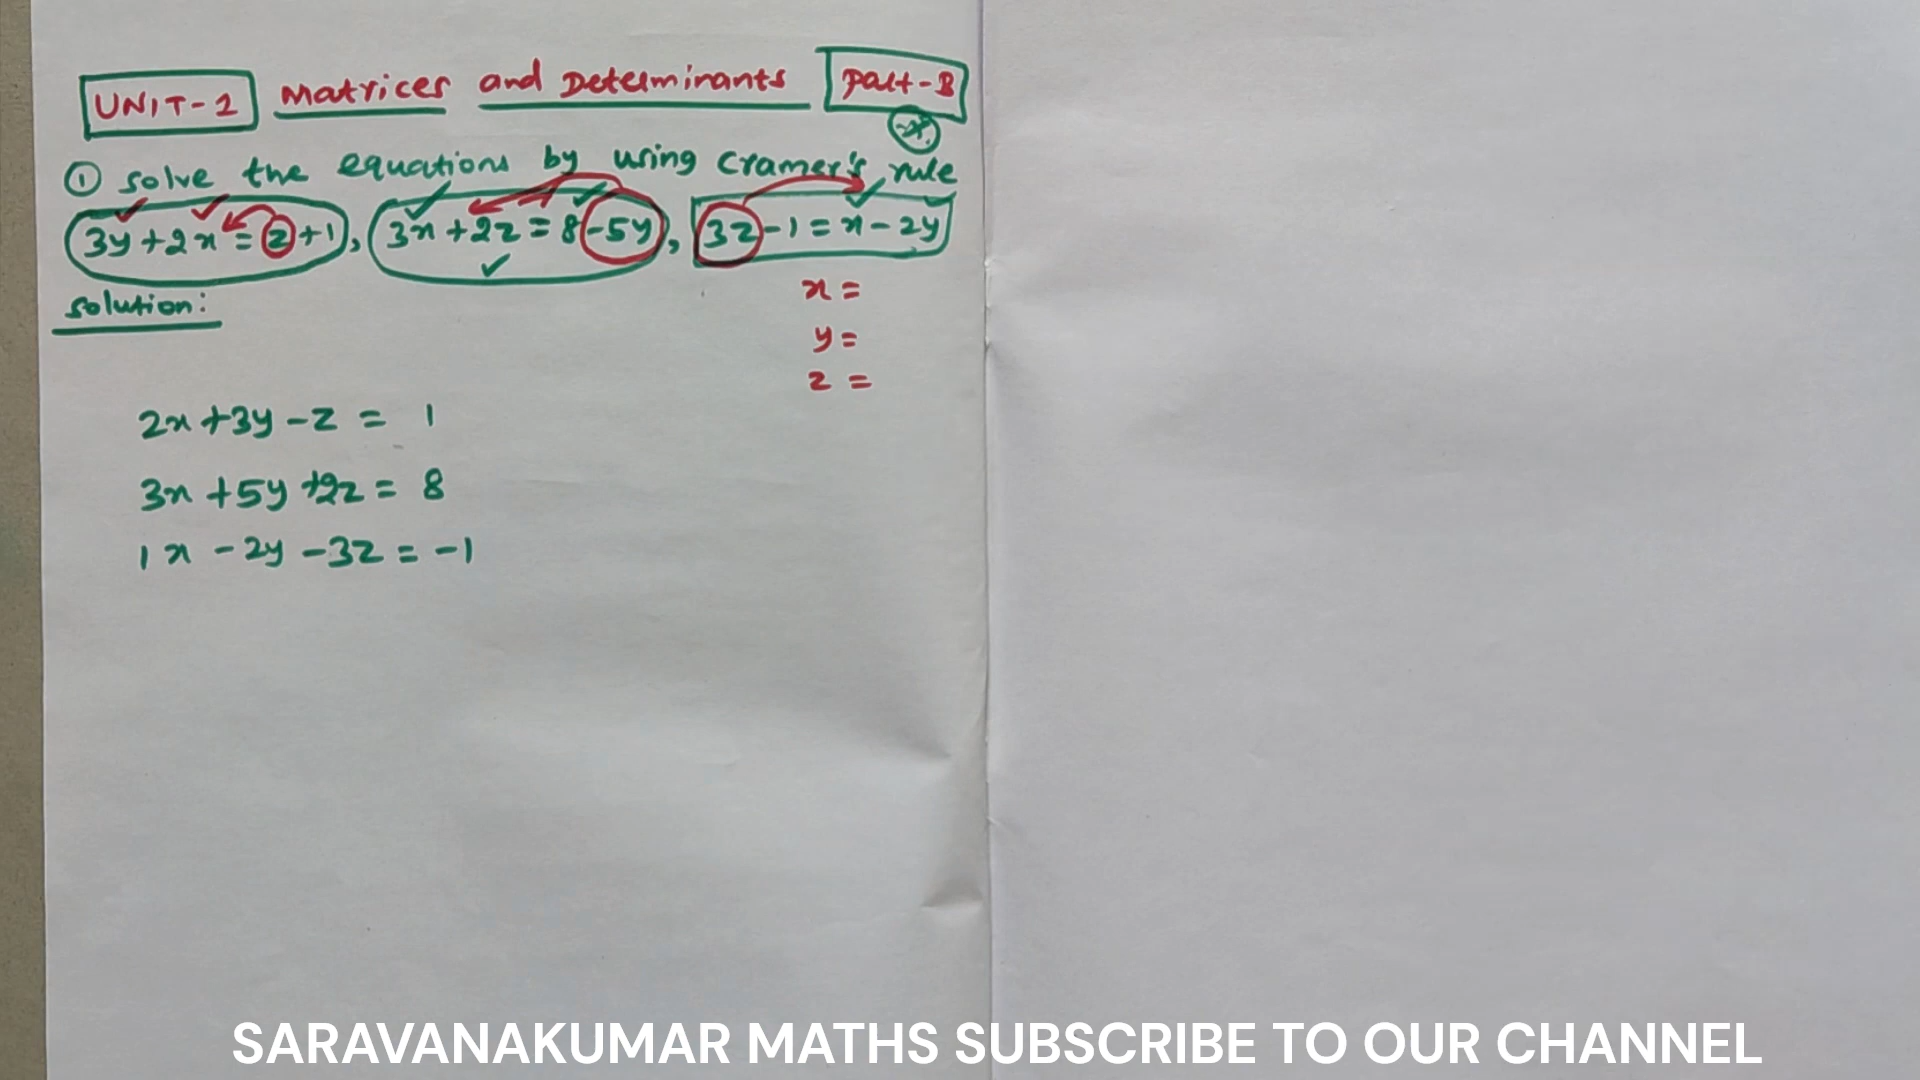 UNIT-1 Matrices and Determinants Part-B
① solve the equations by using Cramer's rule
3y+2x=z+1, 3x+2z=8-5y, 3z-1=x-2y
solution:
x=
y=
z=
2x+3y-z = 1
3x+5y+2z = 8
1x-2y-3z = -1
SARAVANAKUMAR MATHS SUBSCRIBE TO OUR CHANNEL